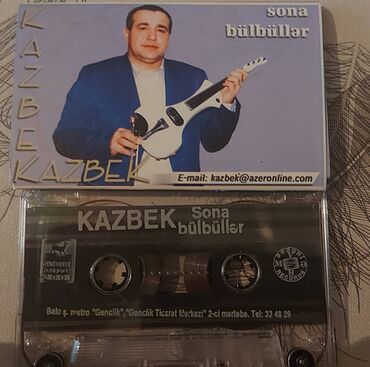 sona
bülbüllər
KAZBEK
KAZBEK
E-mail: kazbek@azeronline.com
KAZBEK Sona
bülbüllər
RECORDS
Bakı ş. metro "Gənclik", "Gənclik Ticarət Mərkəzi" 2-ci mərtəbə. Tel: 32 48 29